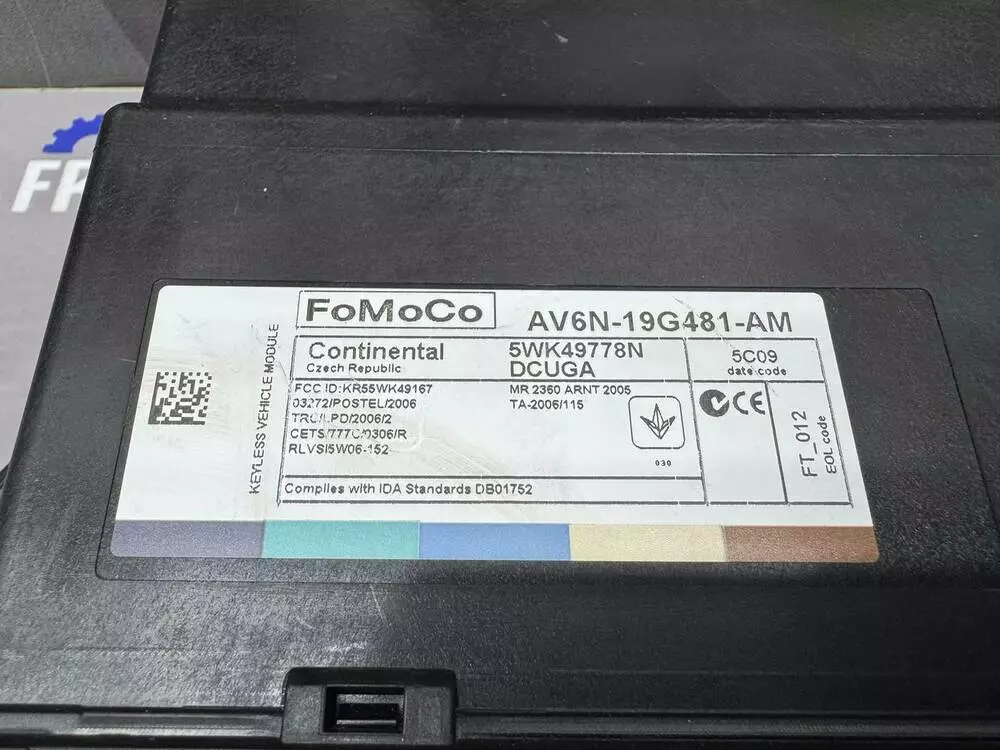 FoMoCo
AV6N-19G481-AM
KEYLESS VEHICLE MODULE
Continental
Czech Republic
5WK49778N
DCUGA
5C09
date code
FCC ID:KR55WK49167
03272/POSTEL/2006
TRC/LPD/2006/2
CETS/777C/0306/R
RLVSI5W06-152
MR 2360 ARNT 2005
TA-2006/115
030
CE
FT_012
EOL code
Complies with IDA Standards DB01752